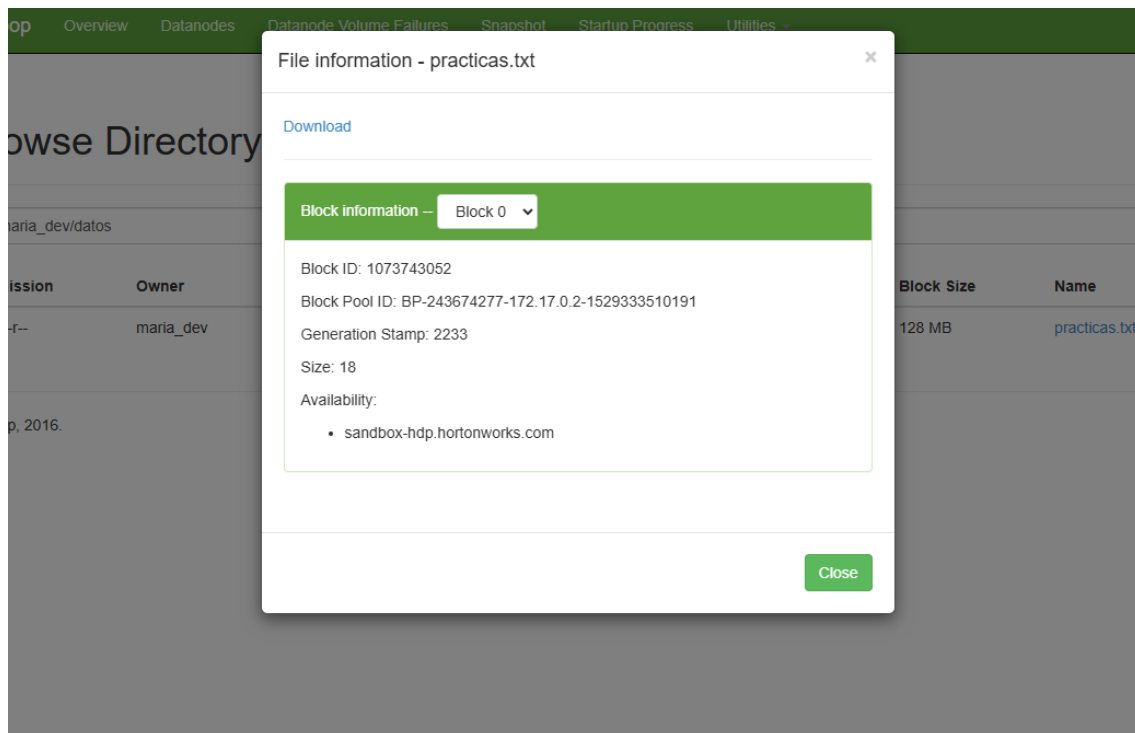 op Overview Datanodes Datanode Volume Failures Snapshot Startup Progress Utilities
File information - practicas.txt ×
Download
owse Directory
Block information -- Block 0
naria_dev/datos
Block ID: 1073743052
ission Owner Block Size Name
Block Pool ID: BP-243674277-172.17.0.2-1529333510191
-r-- maria_dev 128 MB practicas.txt
Generation Stamp: 2233
Size: 18
Availability:
p, 2016.
• sandbox-hdp.hortonworks.com
Close